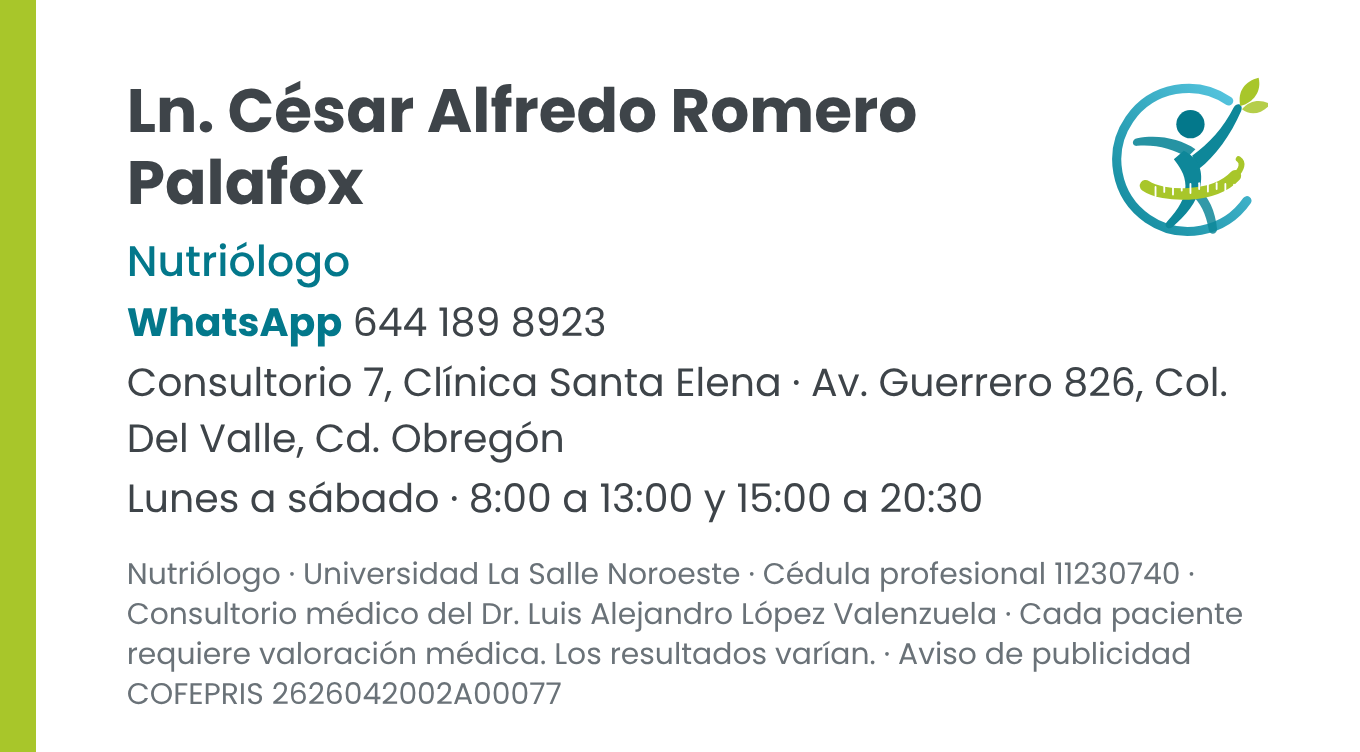 Ln. César Alfredo Romero
Palafox
Nutriólogo
WhatsApp 644 189 8923
Consultorio 7, Clínica Santa Elena · Av. Guerrero 826, Col.
Del Valle, Cd. Obregón
Lunes a sábado · 8:00 a 13:00 y 15:00 a 20:30
Nutriólogo · Universidad La Salle Noroeste · Cédula profesional 11230740 ·
Consultorio médico del Dr. Luis Alejandro López Valenzuela · Cada paciente
requiere valoración médica. Los resultados varían. · Aviso de publicidad
COFEPRIS 2626042002A00077